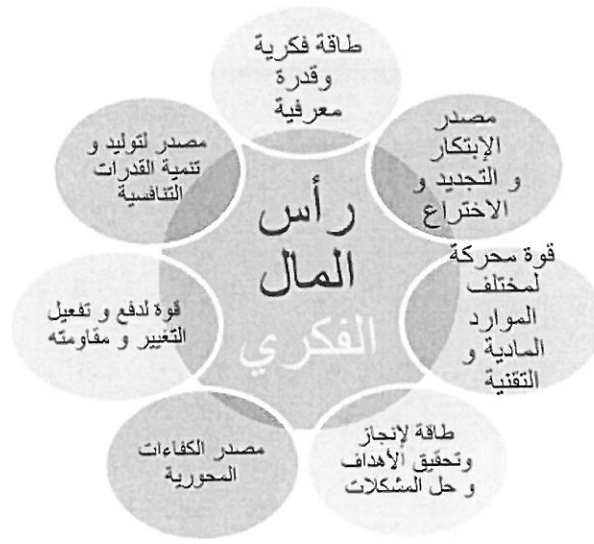 طاقة فكرية
وقدرة
معرفية
مصدر
الإبتكار
و التجديد و
الاختراع
قوة محركة
لمختلف
الموارد
المادية و
التقنية
طاقة لإنجاز
وتحقيق الأهداف
و حل المشكلات
مصدر الكفاءات
المحورية
قوة لدفع و تفعيل
التغيير و مقاومته
مصدر لتوليد و
تنمية القدرات
التنافسية
رأس
المال
الفكري